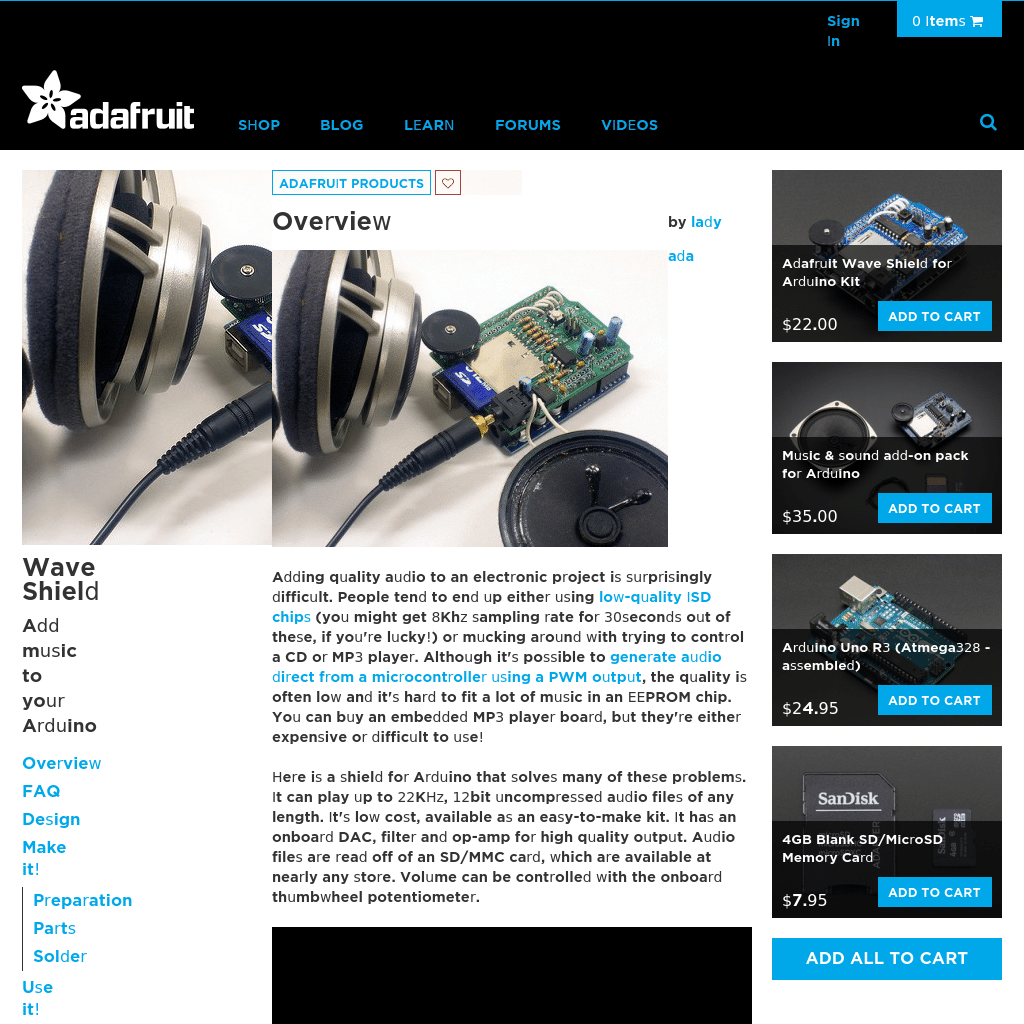 Sign
In
0 Items
adafruit
SHOP
BLOG
LEARN
FORUMS
VIDEOS
ADAFRUIT PRODUCTS
Overview
by lady
ada
Wave
Shield
Add
music
to
your
Arduino
Overview
FAQ
Design
Make
it!
Preparation
Parts
Solder
Use
it!
Adding quality audio to an electronic project is surprisingly
difficult. People tend to end up either using low-quality ISD
chips (you might get 8Khz sampling rate for 30seconds out of
these, if you're lucky!) or mucking around with trying to control
a CD or MP3 player. Although it's possible to generate audio
direct from a microcontroller using a PWM output, the quality is
often low and it's hard to fit a lot of music in an EEPROM chip.
You can buy an embedded MP3 player board, but they're either
expensive or difficult to use!
Here is a shield for Arduino that solves many of these problems.
It can play up to 22KHz, 12bit uncompressed audio files of any
length. It's low cost, available as an easy-to-make kit. It has an
onboard DAC, filter and op-amp for high quality output. Audio
files are read off of an SD/MMC card, which are available at
nearly any store. Volume can be controlled with the onboard
thumbwheel potentiometer.
Adafruit Wave Shield for
Arduino Kit
$22.00
ADD TO CART
Music & sound add-on pack
for Arduino
$35.00
ADD TO CART
Arduino Uno R3 (Atmega328 -
assembled)
$24.95
ADD TO CART
SanDisk
4GB Blank SD/MicroSD
Memory Card
$7.95
ADD TO CART
ADD ALL TO CART